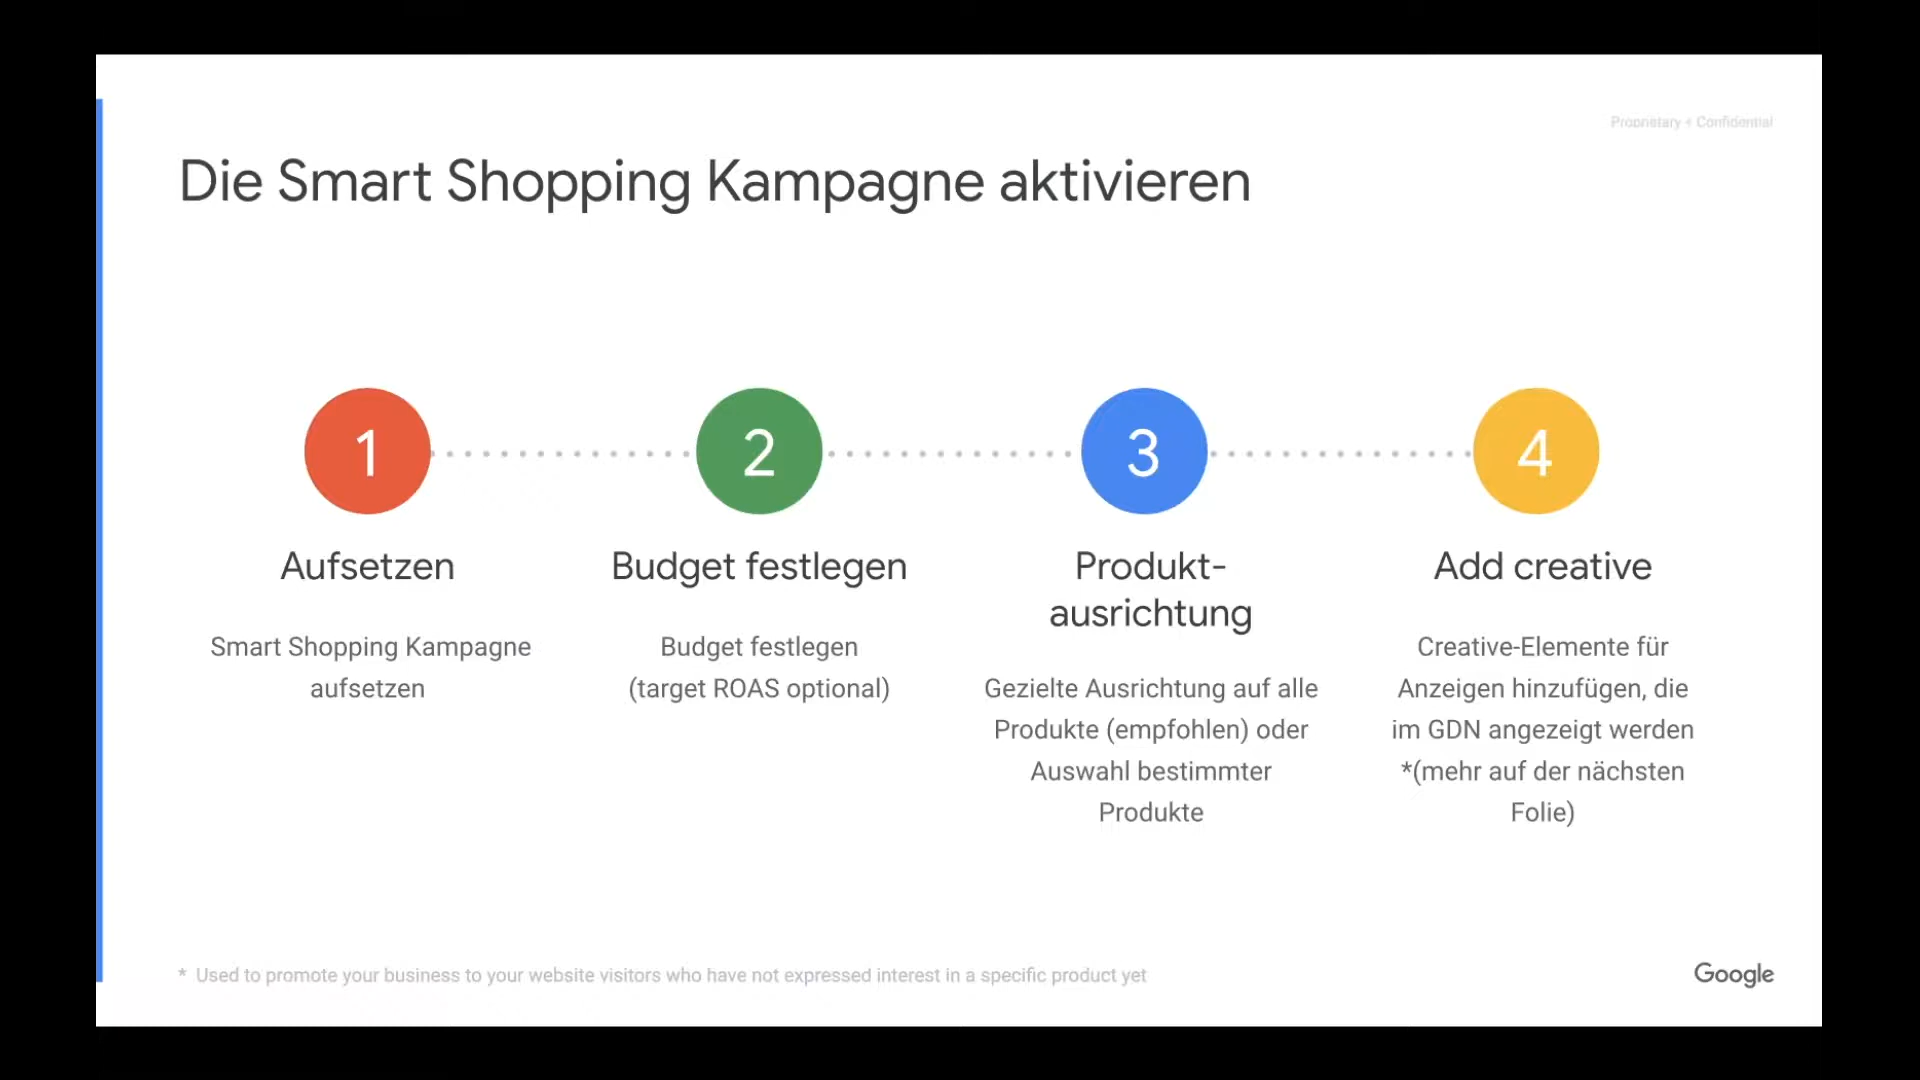 Proprietary + Confidential
Die Smart Shopping Kampagne aktivieren
1
2
3
4
Aufsetzen
Smart Shopping Kampagne
aufsetzen
Budget festlegen
Budget festlegen
(target ROAS optional)
Produkt-
ausrichtung
Gezielte Ausrichtung auf alle
Produkte (empfohlen) oder
Auswahl bestimmter
Produkte
Add creative
Creative-Elemente für
Anzeigen hinzufügen, die
im GDN angezeigt werden
*(mehr auf der nächsten
Folie)
* Used to promote your business to your website visitors who have not expressed interest in a specific product yet
Google